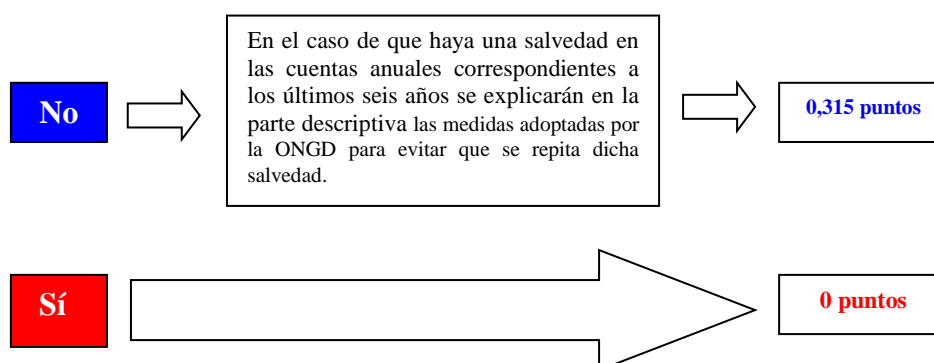 En el caso de que haya una salvedad en
las cuentas anuales correspondientes a
los últimos seis años se explicarán en la
parte descriptiva las medidas adoptadas por
la ONGD para evitar que se repita dicha
salvedad.
No
0,315 puntos
Sí
0 puntos